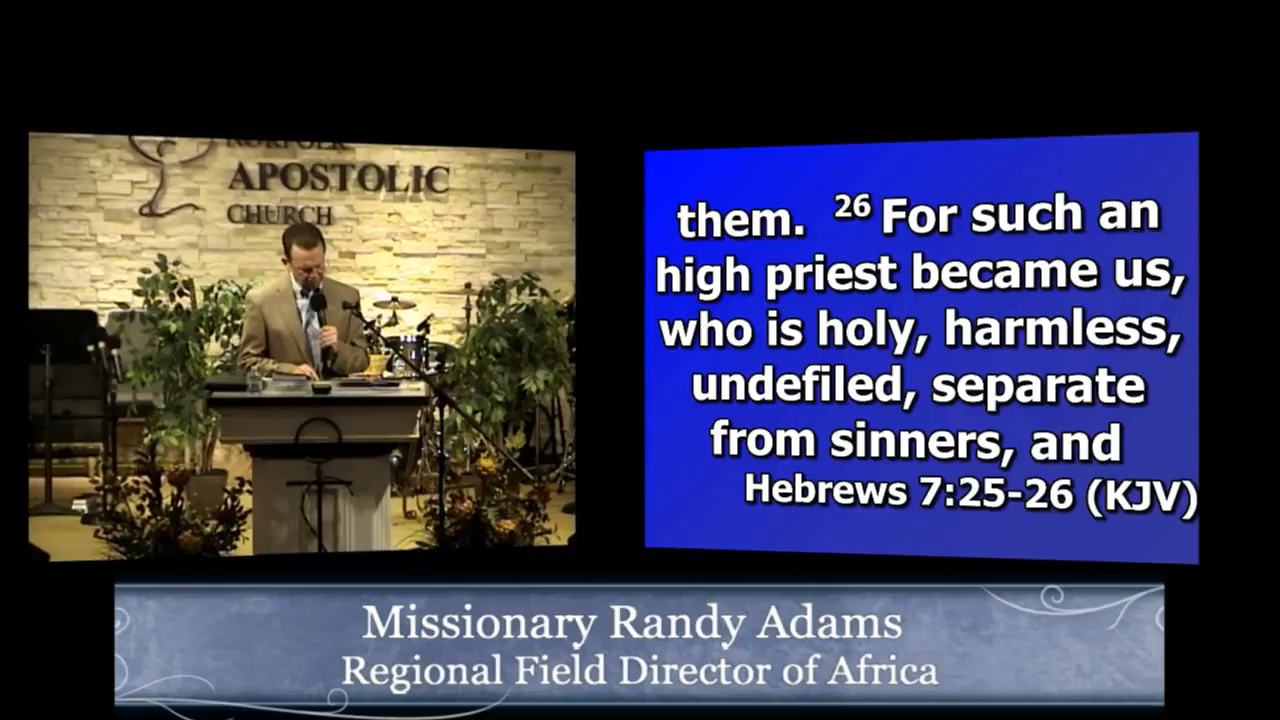 NORFOLK
APOSTOLIC
CHURCH
them. 26 For such an
high priest became us,
who is holy, harmless,
undefiled, separate
from sinners, and
Hebrews 7:25-26 (KJV)
Missionary Randy Adams
Regional Field Director of Africa